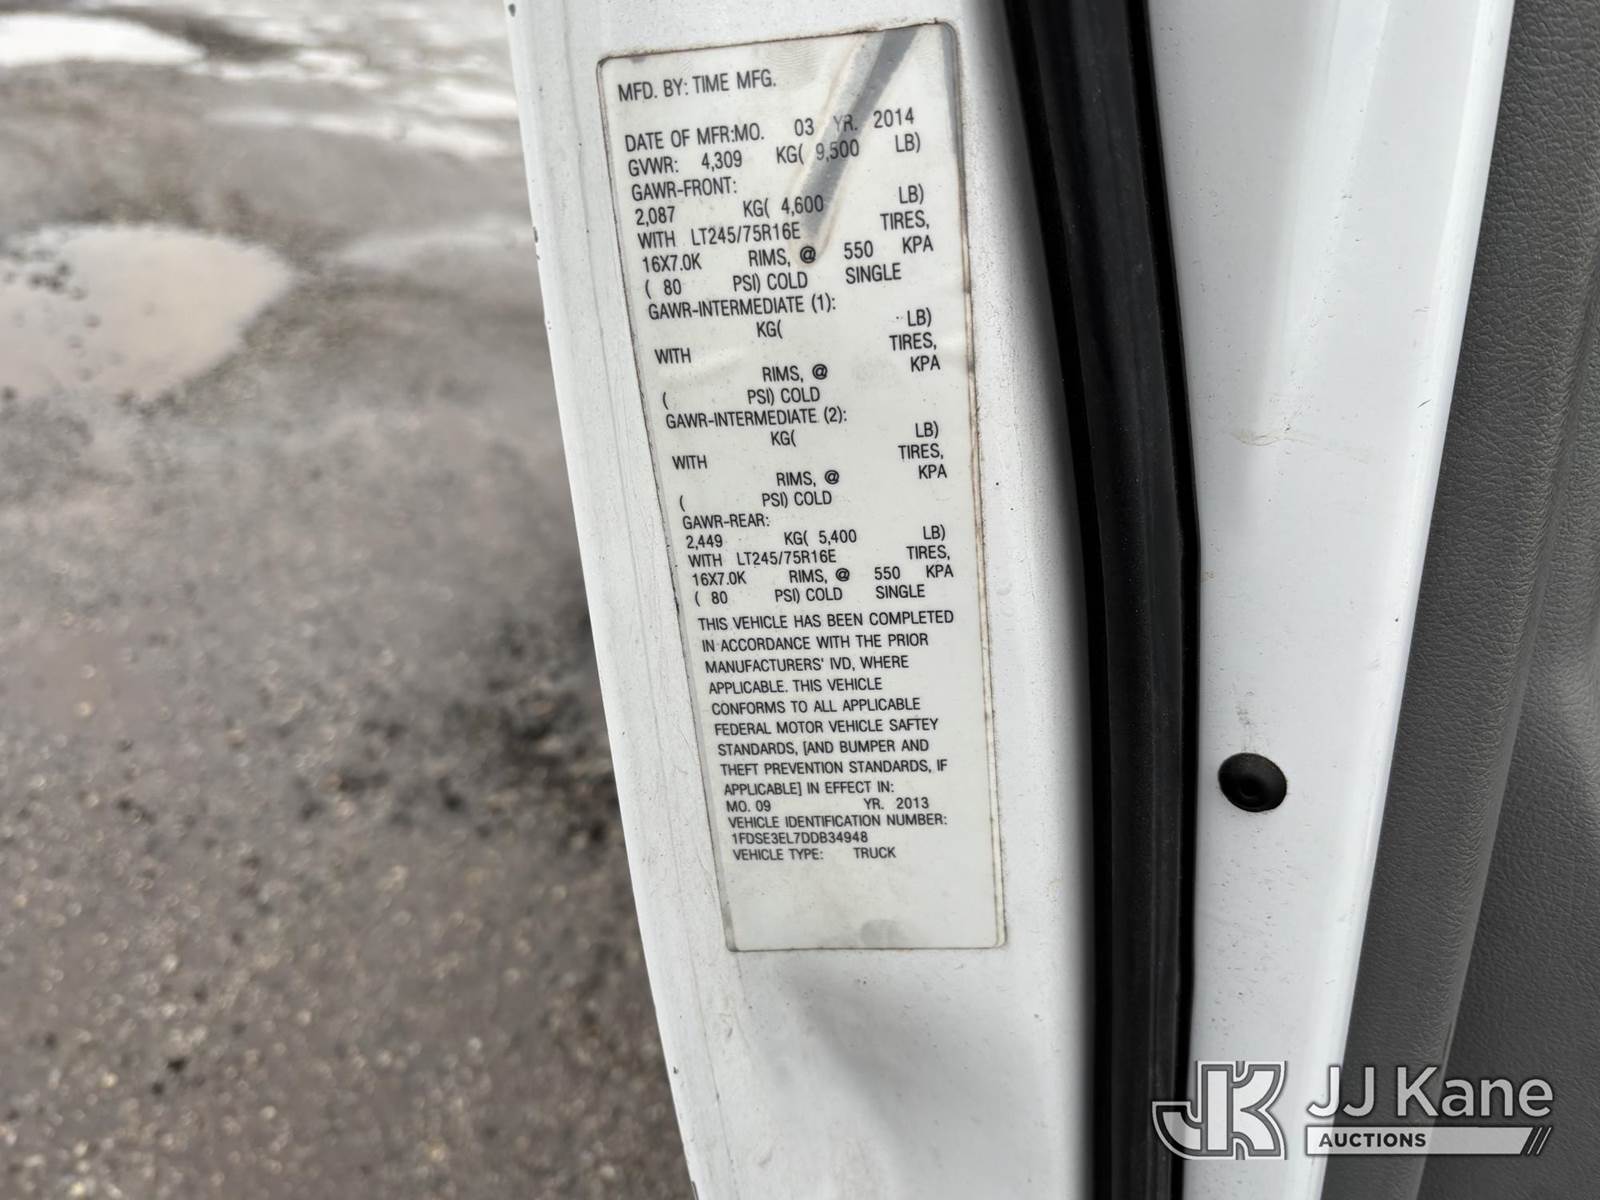 MFD. BY: TIME MFG.
DATE OF MFR:MO. 03 YR. 2014
GVWR: 4,309 KG( 9,500 LB)
GAWR-FRONT:
2,087 KG( 4,600 LB)
WITH LT245/75R16E TIRES,
16X7.0K RIMS, @ 550 KPA
( 80 PSI) COLD SINGLE
GAWR-INTERMEDIATE (1):
KG( LB)
WITH TIRES,
RIMS, @ KPA
( PSI) COLD
GAWR-INTERMEDIATE (2):
KG( LB)
WITH TIRES,
RIMS, @ KPA
( PSI) COLD
GAWR-REAR:
2,449 KG( 5,400 LB)
WITH LT245/75R16E TIRES,
16X7.0K RIMS, @ 550 KPA
( 80 PSI) COLD SINGLE
THIS VEHICLE HAS BEEN COMPLETED
IN ACCORDANCE WITH THE PRIOR
MANUFACTURERS' IVD, WHERE
APPLICABLE. THIS VEHICLE
CONFORMS TO ALL APPLICABLE
FEDERAL MOTOR VEHICLE SAFTEY
STANDARDS, [AND BUMPER AND
THEFT PREVENTION STANDARDS, IF
APPLICABLE] IN EFFECT IN:
MO. 09 YR. 2013
VEHICLE IDENTIFICATION NUMBER:
1FDSE3EL7DDB34948
VEHICLE TYPE: TRUCK
JK JJ Kane
AUCTIONS